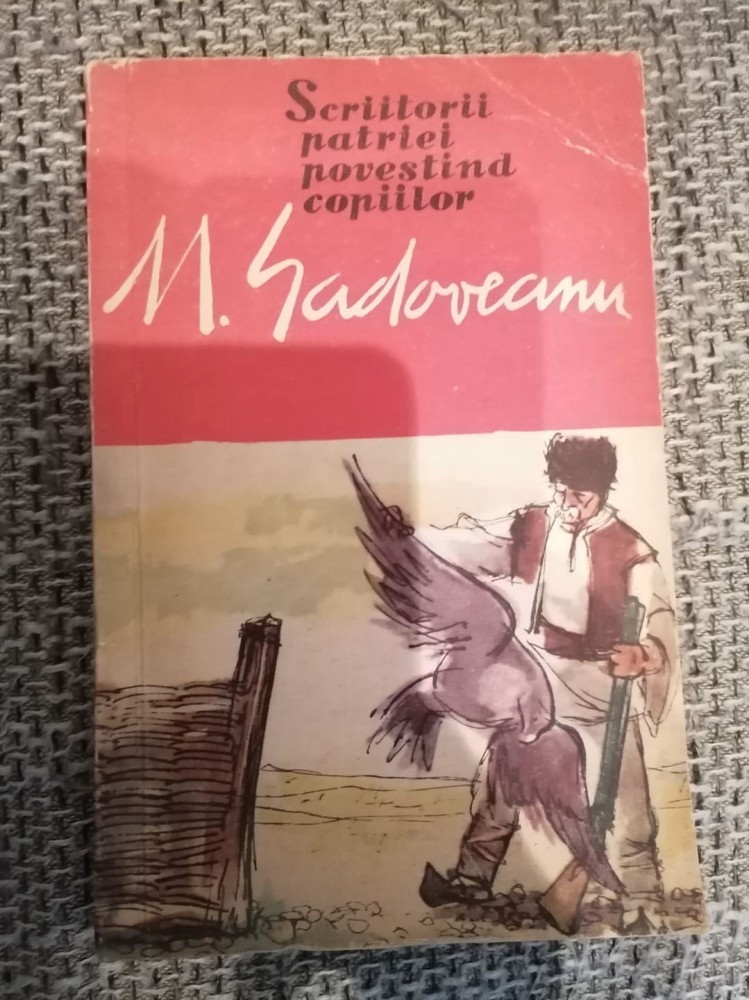 Scriitorii
patriei
povestind
copiilor
M. Sadoveanu